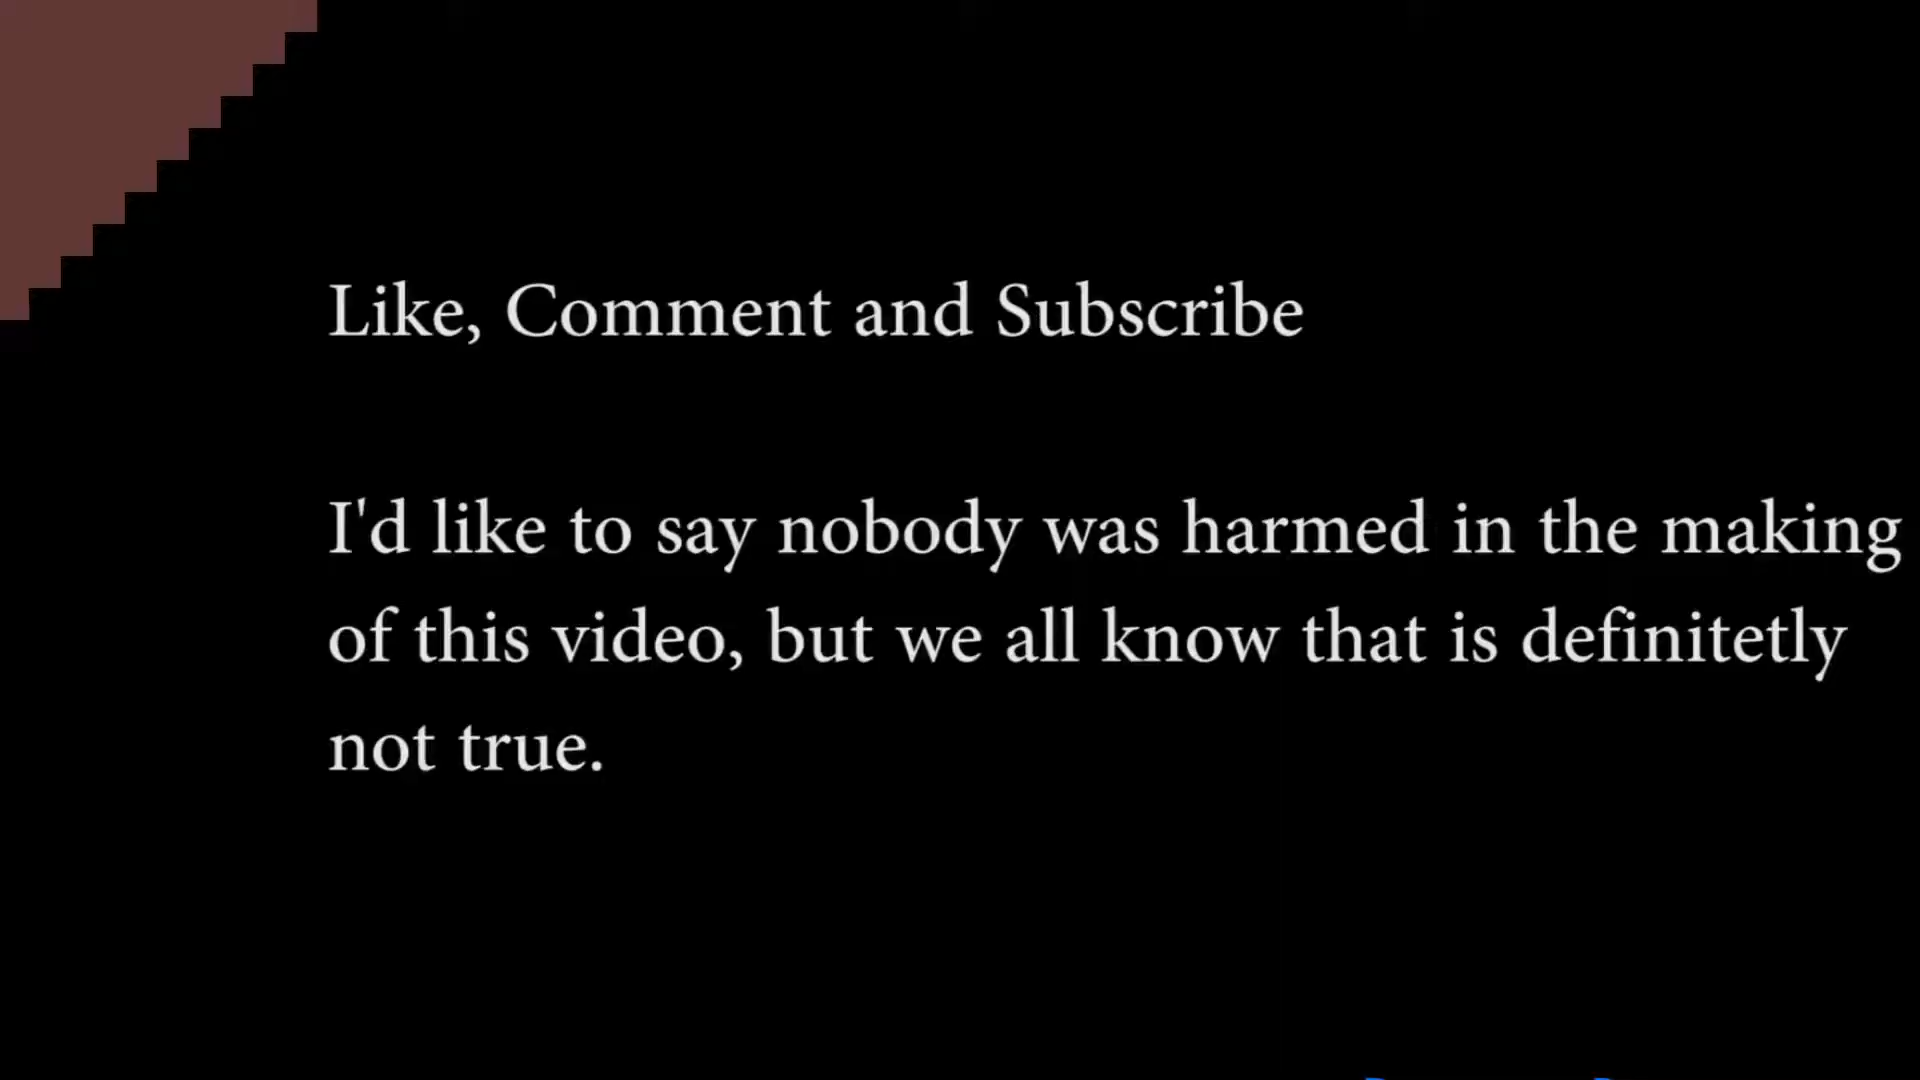 Like, Comment and Subscribe
I'd like to say nobody was harmed in the making
of this video, but we all know that is definitetly
not true.